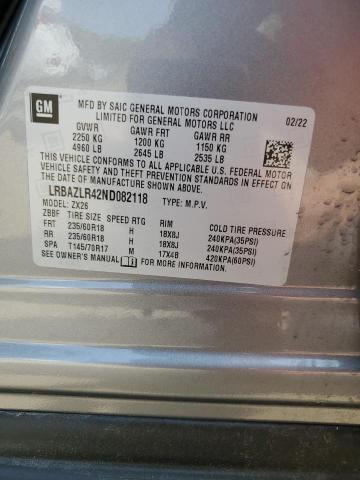 GM
MFD BY SAIC GENERAL MOTORS CORPORATION 02/22
LIMITED FOR GENERAL MOTORS LLC
GVWR GAWR FRT GAWR RR
2250 KG 1200 KG 1150 KG
4960 LB 2645 LB 2535 LB
THIS VEHICLE CONFORMS TO ALL APPLICABLE U.S. FEDERAL MOTOR
VEHICLE SAFETY, BUMPER, AND THEFT PREVENTION STANDARDS IN
EFFECT ON THE DATE OF MANUFACTURE SHOWN ABOVE.
LRBAZLR42ND082118 TYPE: M.P.V.
MODEL: ZX26
ZBBF TIRE SIZE SPEED RTG RIM COLD TIRE PRESSURE
FRT 235/60R18 H 18X8J 240KPA(35PSI)
RR 235/60R18 H 18X8J 240KPA(35PSI)
SPA T145/70R17 M 17X4B 420KPA(60PSI)
SEE OWNER'S MANUAL FOR MORE INFORMATION